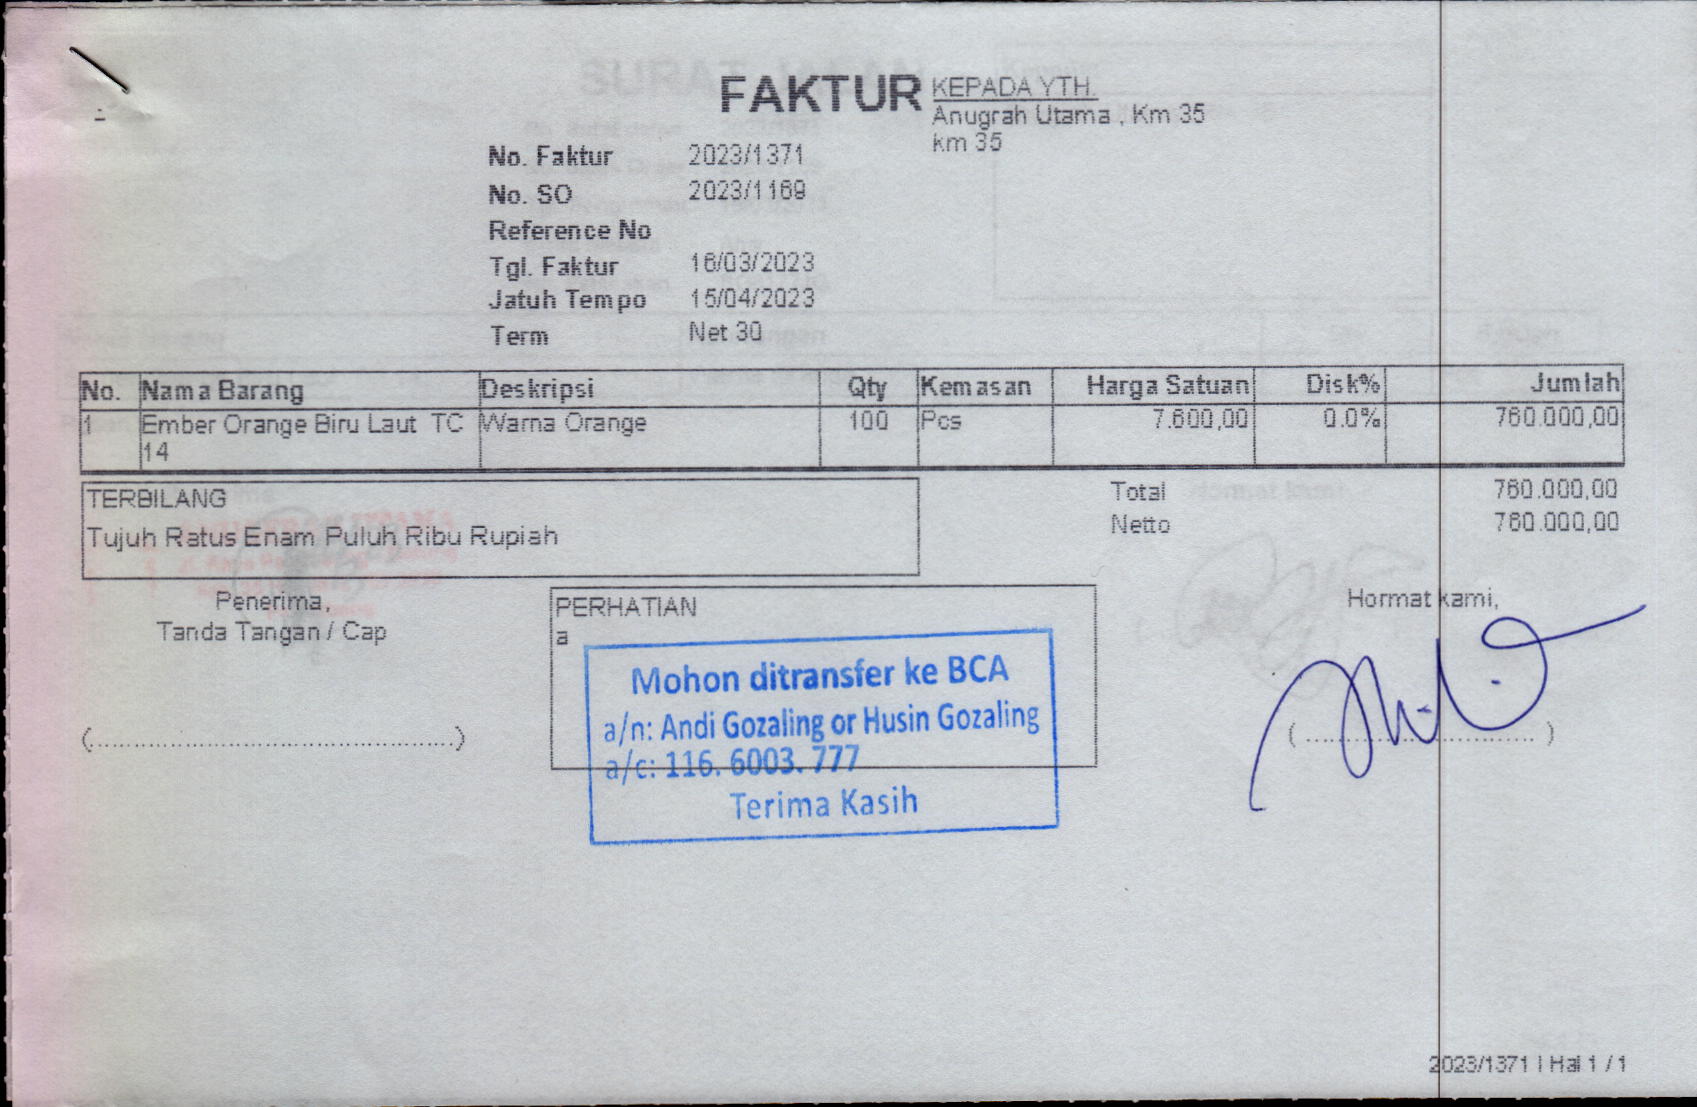 FAKTUR
KEPADA YTH.
Anugrah Utama , Km 35
km 35
No. Faktur 2023/1371
No. SO 2023/1169
Reference No
Tgl. Faktur 16/03/2023
Jatuh Tempo 15/04/2023
Term Net 30
No. Nama Barang Deskripsi Qty Kemasan Harga Satuan Disk% Jumlah
1 Ember Orange Biru Laut TC Warna Orange 100 Pcs 7.600,00 0.0% 760.000,00
14
TERBILANG
Tujuh Ratus Enam Puluh Ribu Rupiah
Total 760.000,00
Netto 760.000,00
Penerima,
Tanda Tangan / Cap
(..............................................)
PERHATIAN
a
Mohon ditransfer ke BCA
a/n: Andi Gozaling or Husin Gozaling
a/c: 116. 6003. 777
Terima Kasih
Hormat kami,
( ............................. )
2023/1371 | Hal 1 / 1